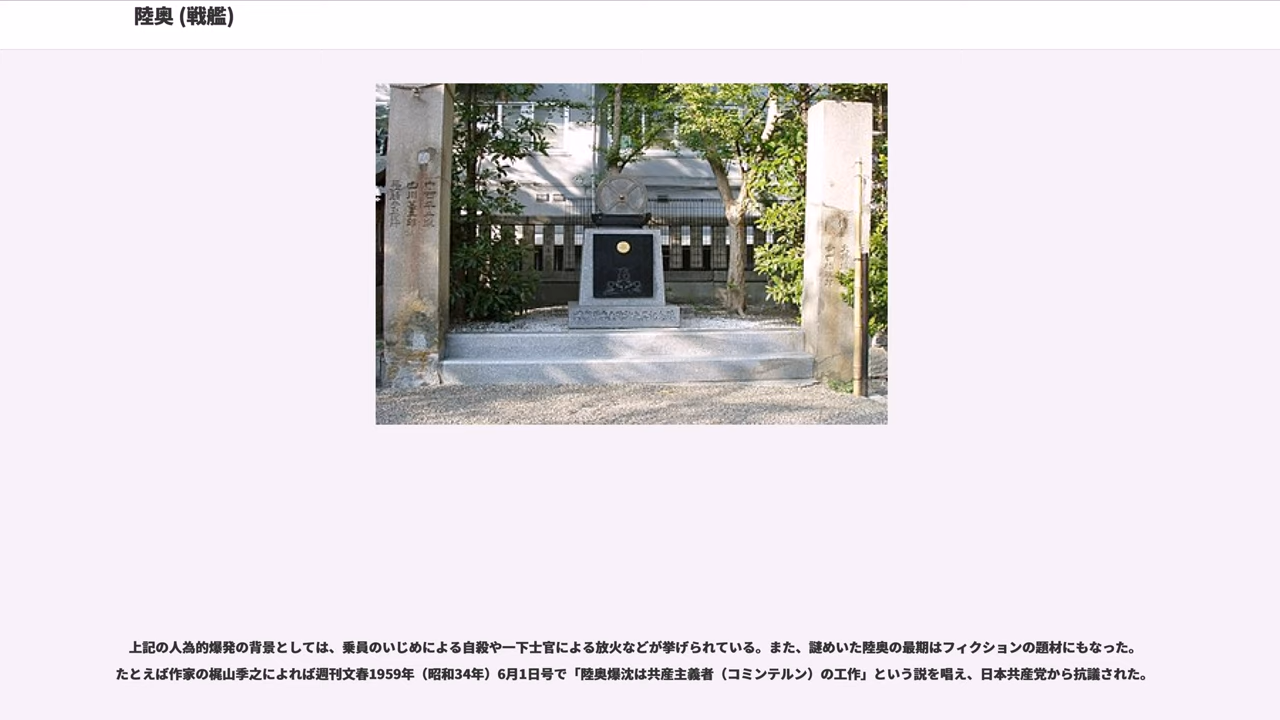 陸奥 (戦艦)
上記の人為的爆発の背景としては、乗員のいじめによる自殺や一下士官による放火などが挙げられている。また、謎めいた陸奥の最期はフィクションの題材にもなった。
たとえば作家の梶山季之によれば週刊文春1959年（昭和34年）6月1日号で「陸奥爆沈は共産主義者（コミンテルン）の工作」という説を唱え、日本共産党から抗議された。